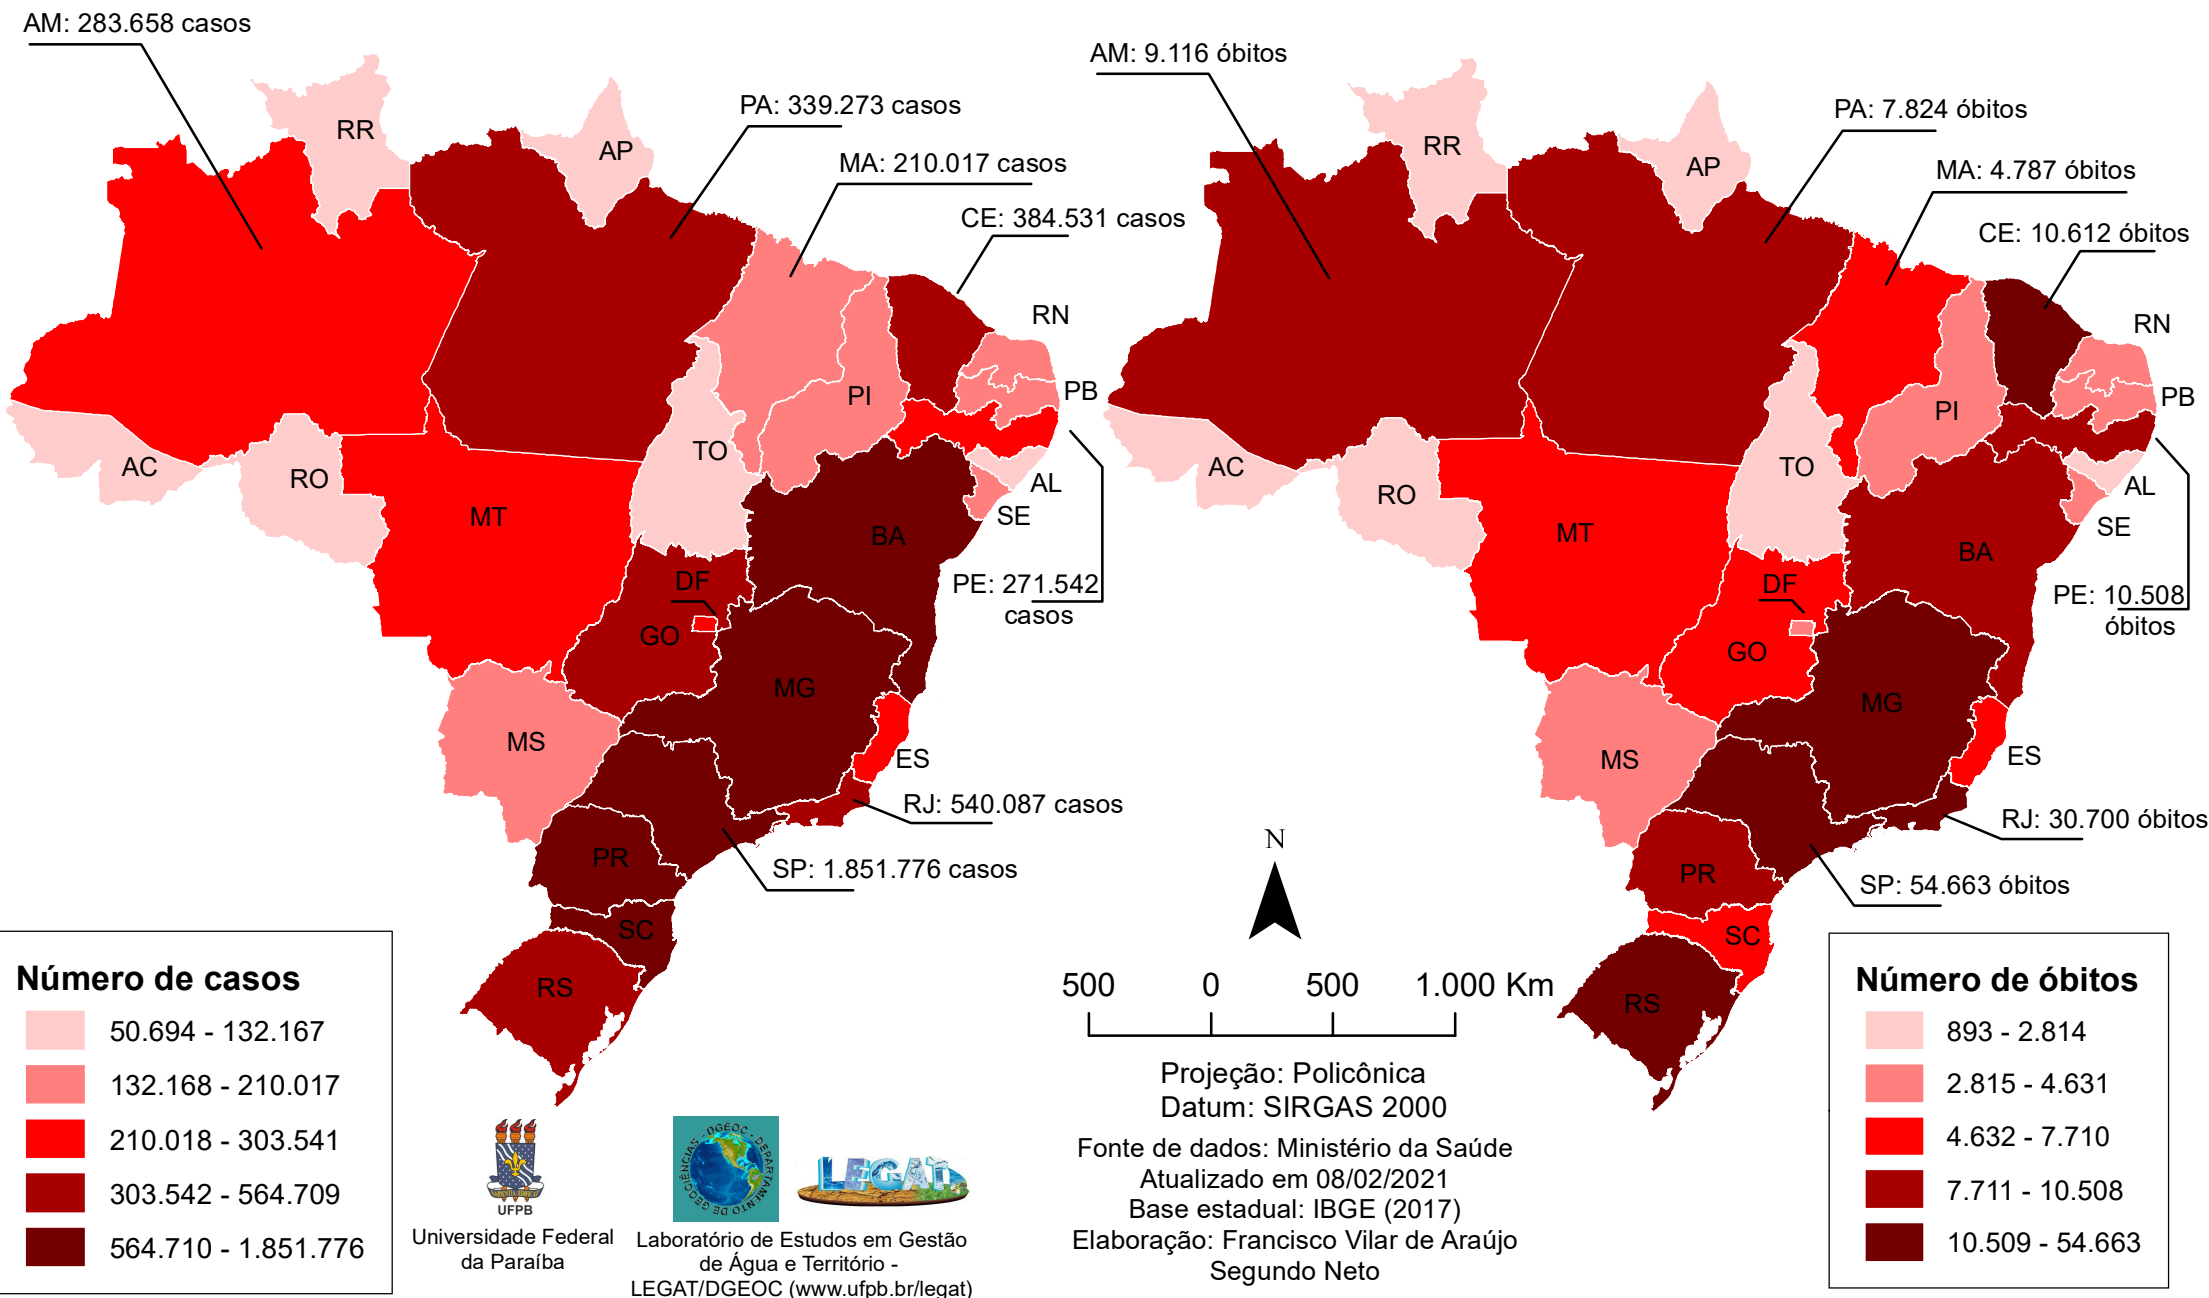 AM: 283.658 casos
RR
AP
PA: 339.273 casos
MA: 210.017 casos
CE: 384.531 casos
RN
PB
PI
TO
AC
RO
MT
AL
SE
BA
PE: 271.542
casos
DF
GO
MG
MS
ES
RJ: 540.087 casos
PR
SP: 1.851.776 casos
SC
RS
Número de casos
50.694 - 132.167
132.168 - 210.017
210.018 - 303.541
303.542 - 564.709
564.710 - 1.851.776
AM: 9.116 óbitos
RR
AP
PA: 7.824 óbitos
MA: 4.787 óbitos
CE: 10.612 óbitos
RN
PB
PI
TO
AC
RO
MT
AL
SE
BA
PE: 10.508
óbitos
DF
GO
MG
MS
ES
RJ: 30.700 óbitos
PR
SP: 54.663 óbitos
SC
RS
Número de óbitos
893 - 2.814
2.815 - 4.631
4.632 - 7.710
7.711 - 10.508
10.509 - 54.663
N
500 0 500 1.000 Km
Projeção: Policônica
Datum: SIRGAS 2000
Fonte de dados: Ministério da Saúde
Atualizado em 08/02/2021
Base estadual: IBGE (2017)
Elaboração: Francisco Vilar de Araújo
Segundo Neto
UFPB
Universidade Federal
da Paraíba
DGEOC - DEPARTAMENTO DE GEOCIÊNCIAS -
LEGAT
Laboratório de Estudos em Gestão
de Água e Território -
LEGAT/DGEOC (www.ufpb.br/legat)